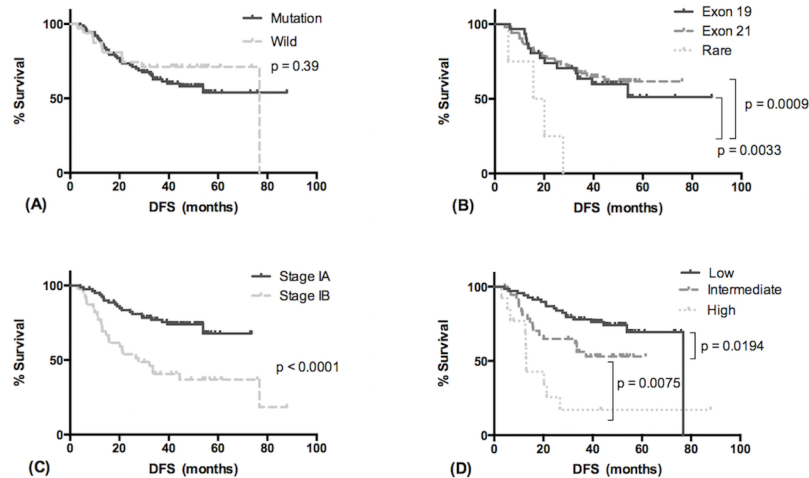 100
50
0
0
20
40
60
80
100
% Survival
DFS (months)
Mutation
Wild
p = 0.39
(A)
100
50
0
0
20
40
60
80
100
% Survival
DFS (months)
Exon 19
Exon 21
Rare
p = 0.0009
p = 0.0033
(B)
100
50
0
0
20
40
60
80
100
% Survival
DFS (months)
Stage IA
Stage IB
p < 0.0001
(C)
100
50
0
0
20
40
60
80
100
% Survival
DFS (months)
Low
Intermediate
High
p = 0.0194
p = 0.0075
(D)